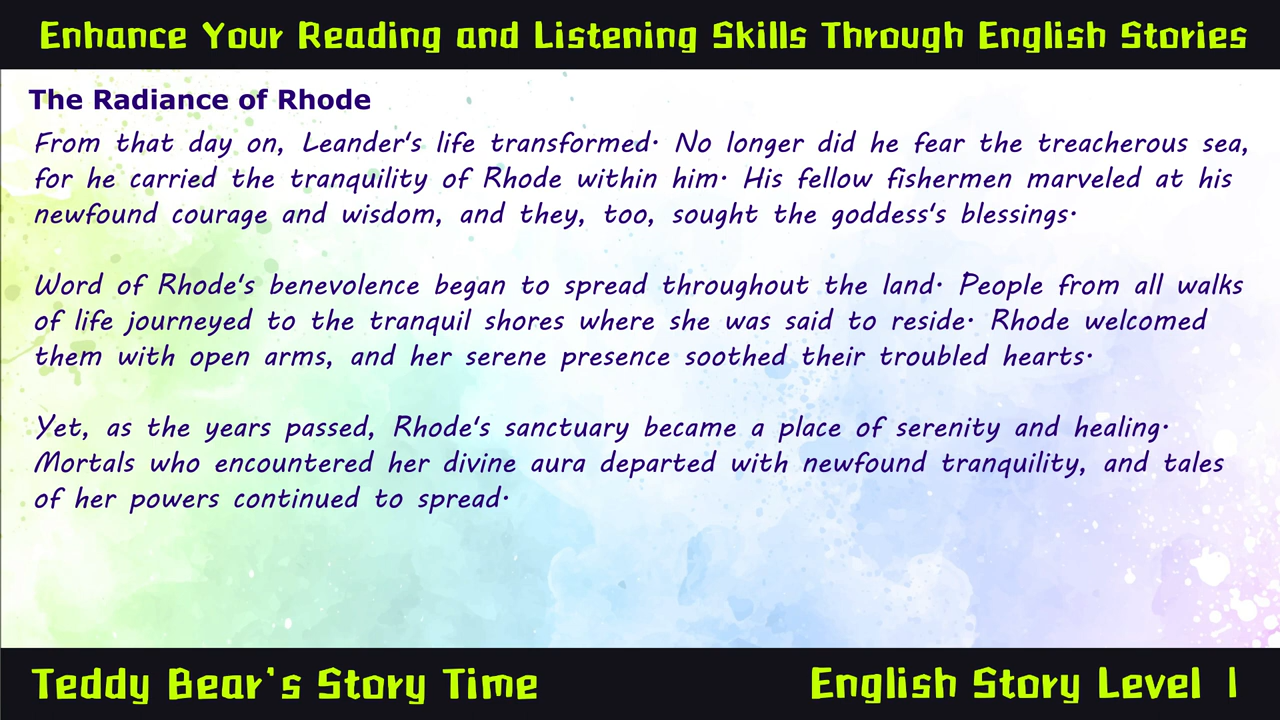 Enhance Your Reading and Listening Skills Through English Stories
The Radiance of Rhode
From that day on, Leander's life transformed. No longer did he fear the treacherous sea,
for he carried the tranquility of Rhode within him. His fellow fishermen marveled at his
newfound courage and wisdom, and they, too, sought the goddess's blessings.
Word of Rhode's benevolence began to spread throughout the land. People from all walks
of life journeyed to the tranquil shores where she was said to reside. Rhode welcomed
them with open arms, and her serene presence soothed their troubled hearts.
Yet, as the years passed, Rhode's sanctuary became a place of serenity and healing.
Mortals who encountered her divine aura departed with newfound tranquility, and tales
of her powers continued to spread.
Teddy Bear's Story Time
English Story Level 1